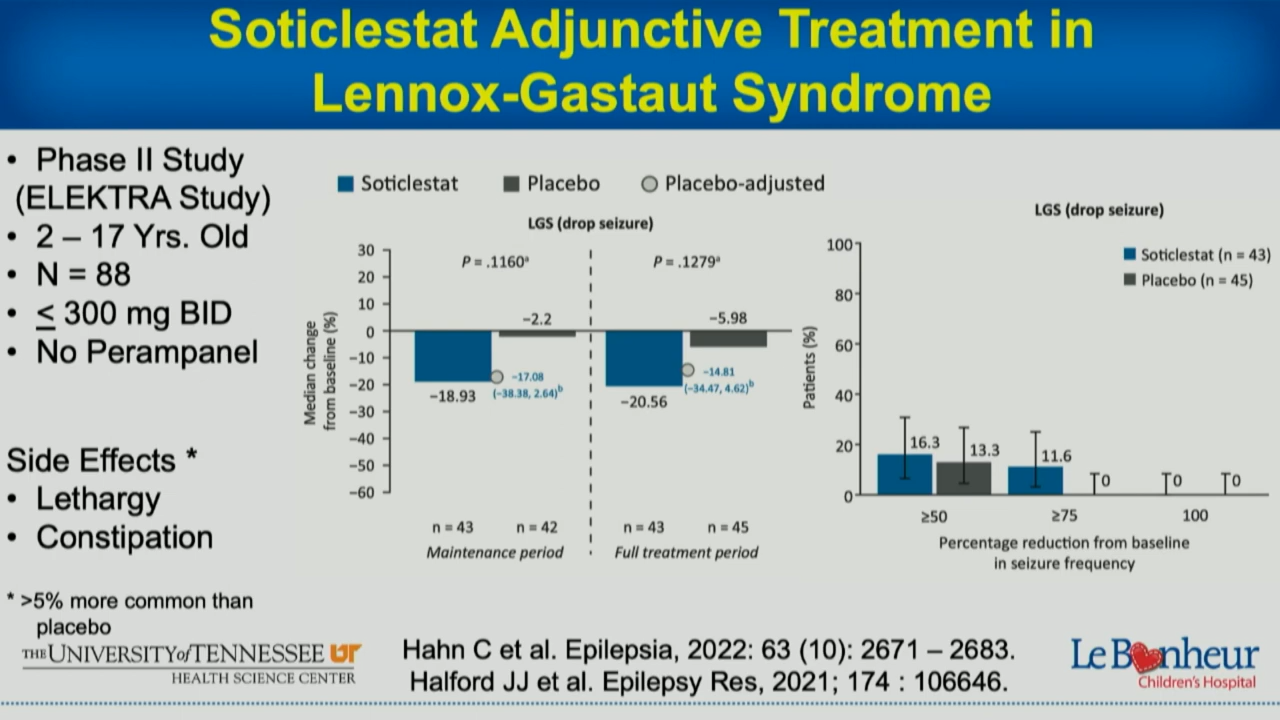 Soticlestat Adjunctive Treatment in
Lennox-Gastaut Syndrome
• Phase II Study
(ELEKTRA Study)
• 2 – 17 Yrs. Old
• N = 88
• ≤ 300 mg BID
• No Perampanel
Side Effects *
• Lethargy
• Constipation
* >5% more common than
placebo
Soticlestat Placebo Placebo-adjusted
LGS (drop seizure)
Median change
from baseline (%)
30
20
10
0
−10
−20
−30
−40
−50
−60
P = .1160ᵃ
P = .1279ᵃ
−2.2
−5.98
−17.08
(−38.38, 2.64)ᵇ
−18.93
−14.81
(−34.47, 4.62)ᵇ
−20.56
n = 43 n = 42 n = 43 n = 45
Maintenance period Full treatment period
LGS (drop seizure)
Soticlestat (n = 43)
Placebo (n = 45)
Patients (%)
100
80
60
40
20
0
16.3
13.3
11.6
0
0
0
≥50 ≥75 100
Percentage reduction from baseline
in seizure frequency
THE UNIVERSITY of TENNESSEE UT
HEALTH SCIENCE CENTER
Hahn C et al. Epilepsia, 2022: 63 (10): 2671 – 2683.
Halford JJ et al. Epilepsy Res, 2021; 174 : 106646.
Le Bonheur
Children's Hospital